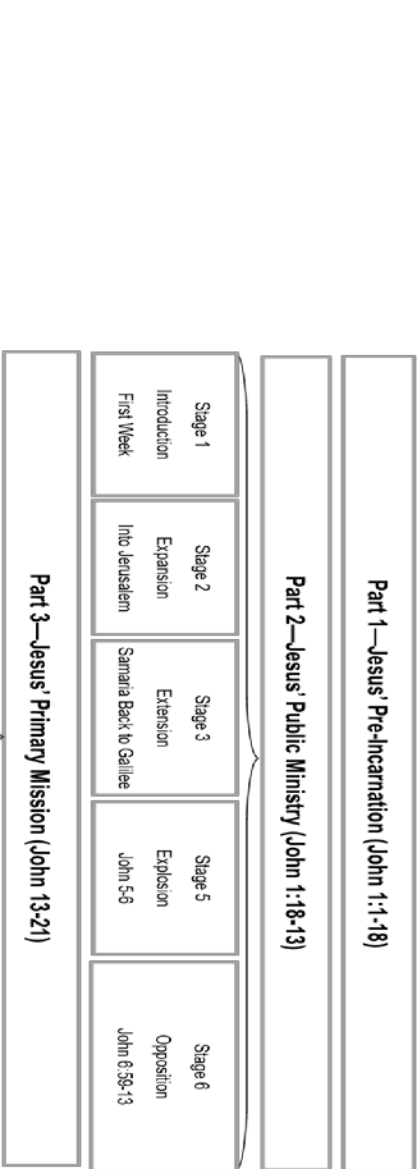 Part 1—Jesus' Pre-Incarnation (John 1:1-18)
Part 2—Jesus' Public Ministry (John 1:18-13)
Stage 1
Introduction
First Week
Stage 2
Expansion
Into Jerusalem
Stage 3
Extension
Samaria Back to Galilee
Stage 5
Explosion
John 5-6
Stage 6
Opposition
John 6:59-13
Part 3—Jesus' Primary Mission (John 13-21)